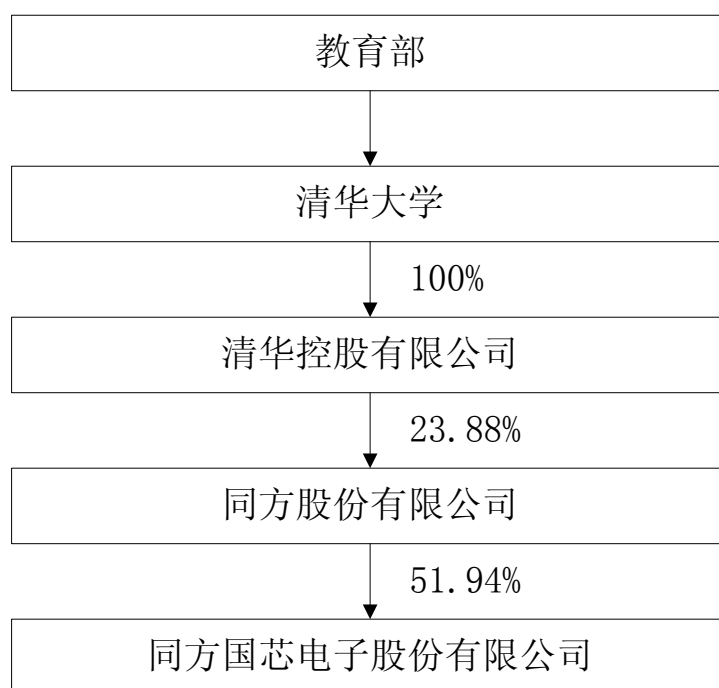 教育部
清华大学
100%
清华控股有限公司
23.88%
同方股份有限公司
51.94%
同方国芯电子股份有限公司